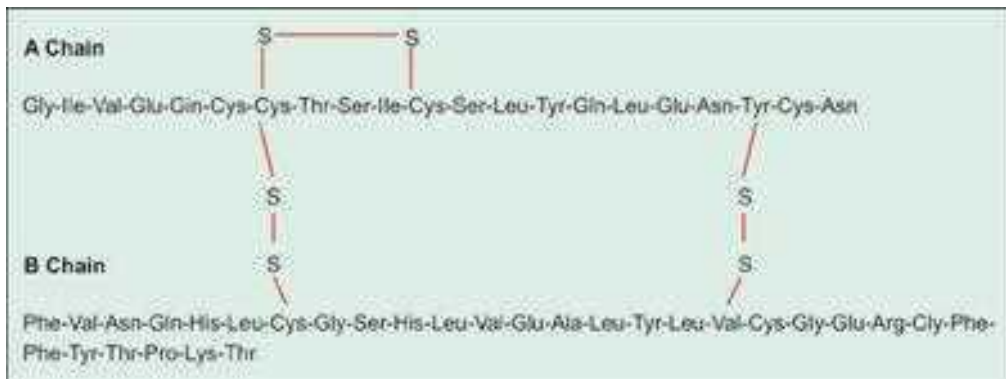 S S
A Chain
Gly-Ile-Val-Glu-Gln-Cys-Cys-Thr-Ser-Ile-Cys-Ser-Leu-Tyr-Gln-Leu-Glu-Asn-Tyr-Cys-Asn
S S
B Chain S S
Phe-Val-Asn-Gln-His-Leu-Cys-Gly-Ser-His-Leu-Val-Glu-Ala-Leu-Tyr-Leu-Val-Cys-Gly-Glu-Arg-Cly-Phe-
Phe-Tyr-Thr-Pro-Lys-Thr